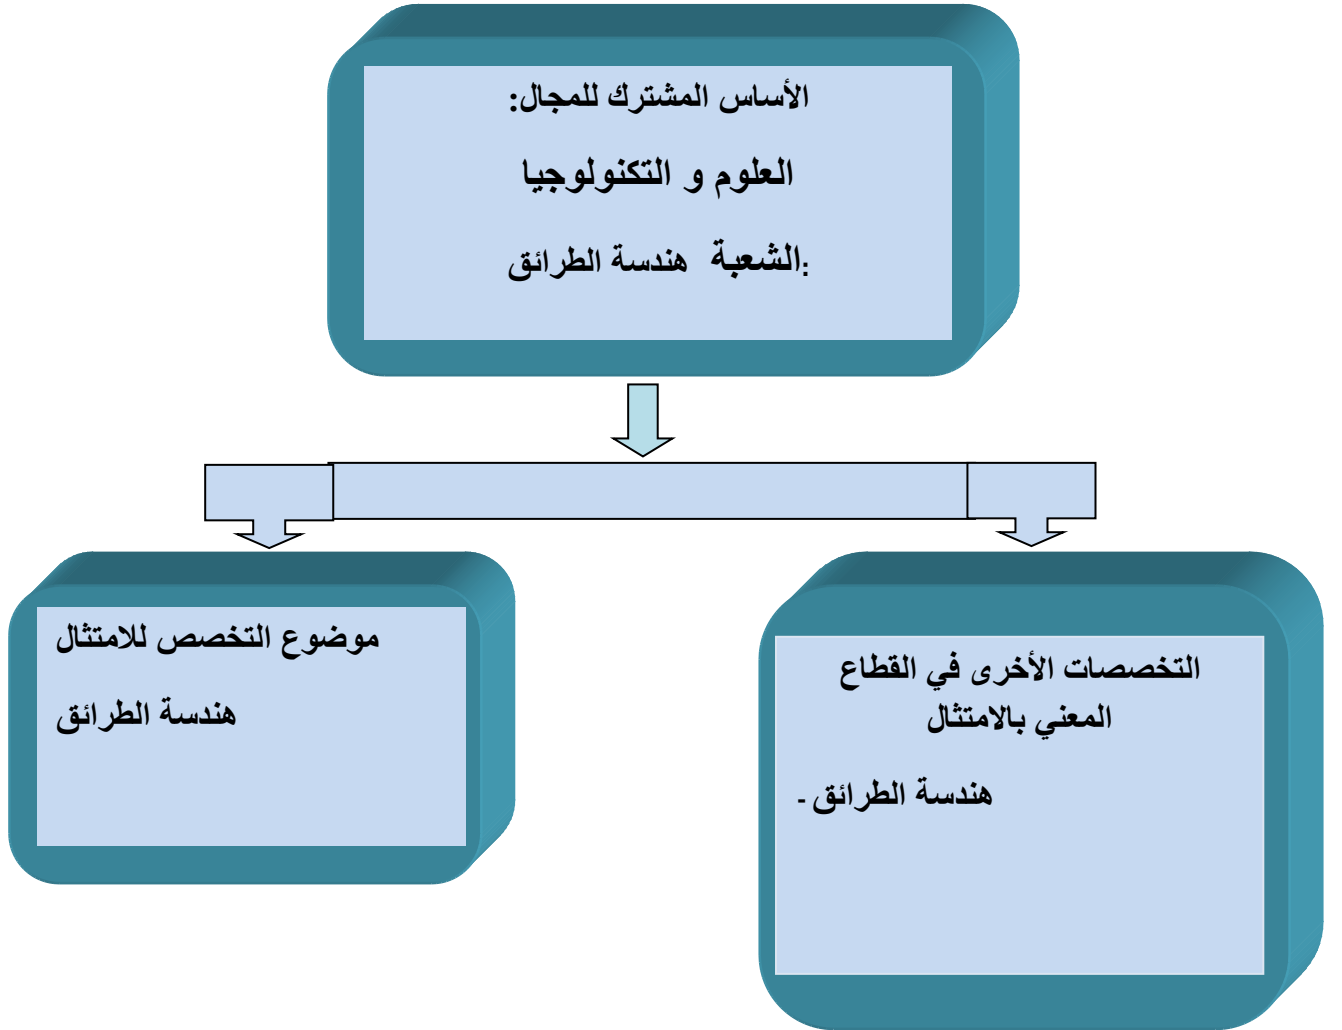 الأساس المشترك للمجال:
العلوم و التكنولوجيا
:الشعبة هندسة الطرائق
التخصصات الأخرى في القطاع
المعني بالامتثال
هندسة الطرائق -
موضوع التخصص للامتثال
هندسة الطرائق